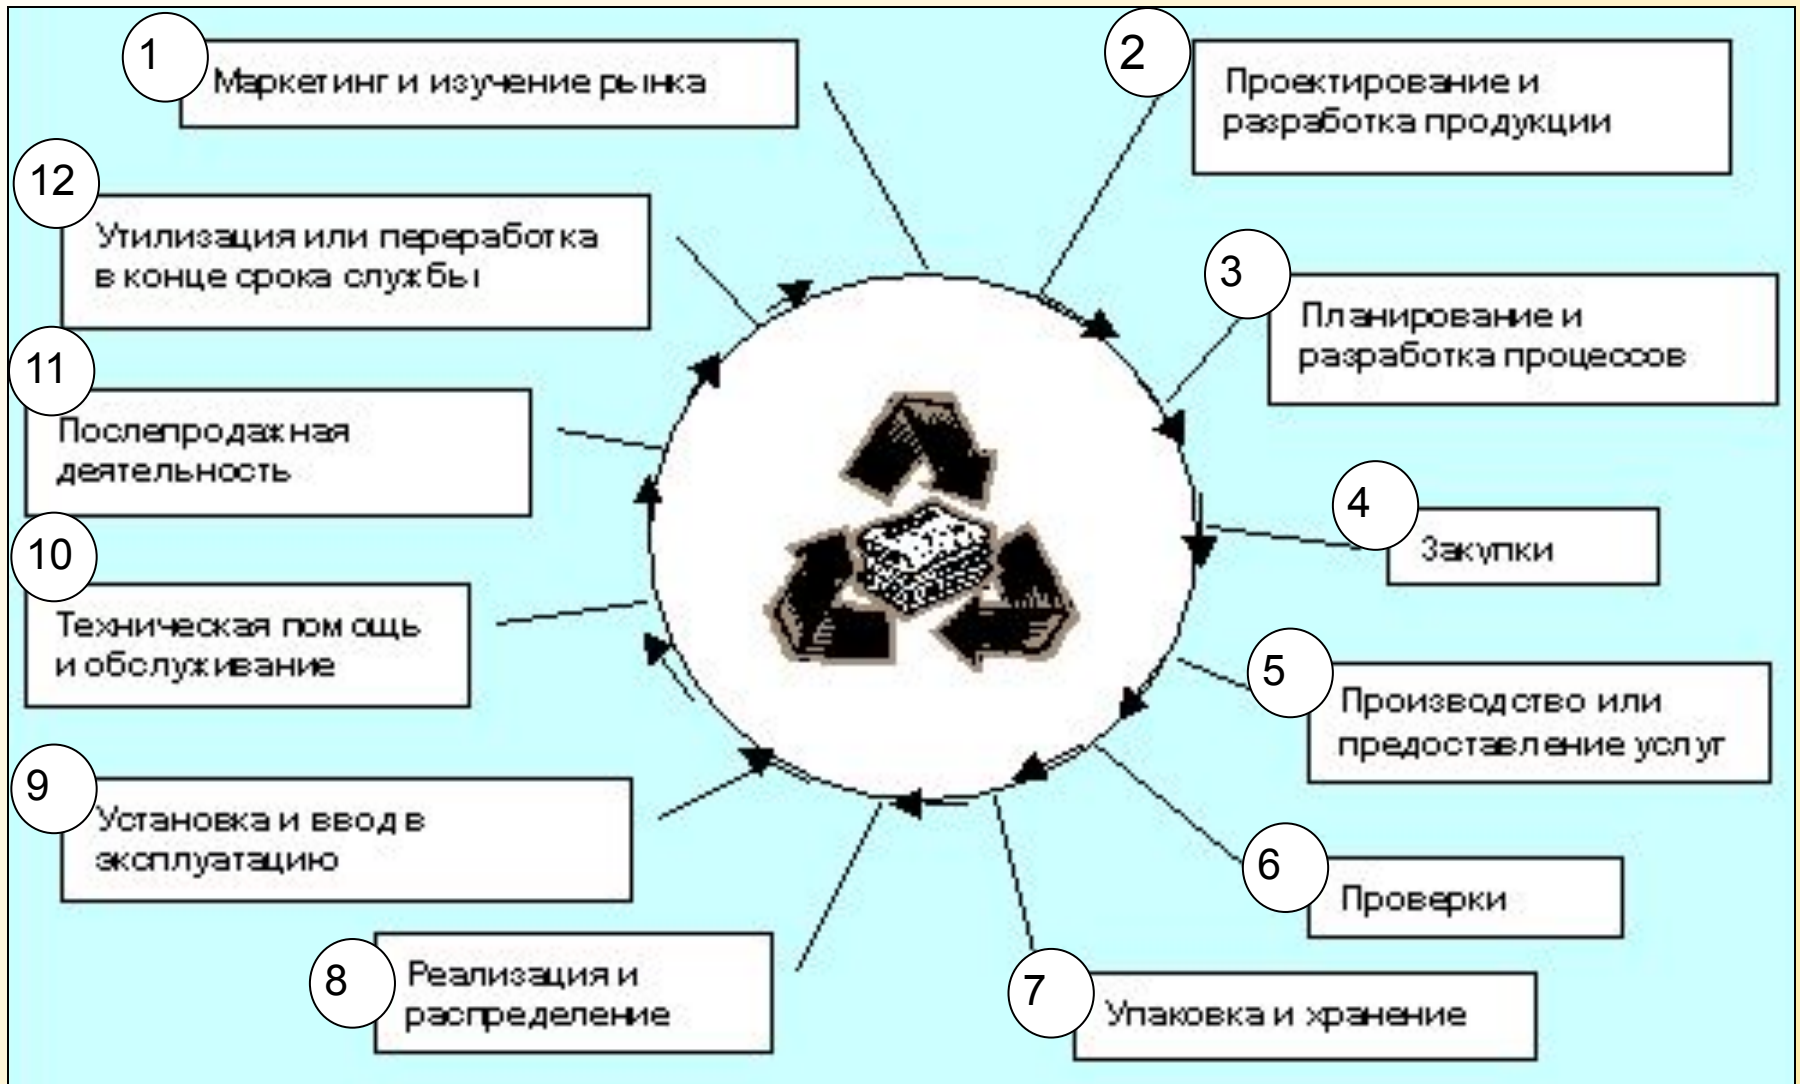 1
Маркетинг и изучение рынка
2
Проектирование и
разработка продукции
3
Планирование и
разработка процессов
4
Закупки
5
Производство или
предоставление услуг
6
Проверки
7
Упаковка и хранение
8
Реализация и
распределение
9
Установка и ввод в
эксплуатацию
10
Техническая помощь
и обслуживание
11
Послепродажная
деятельность
12
Утилизация или переработка
в конце срока службы